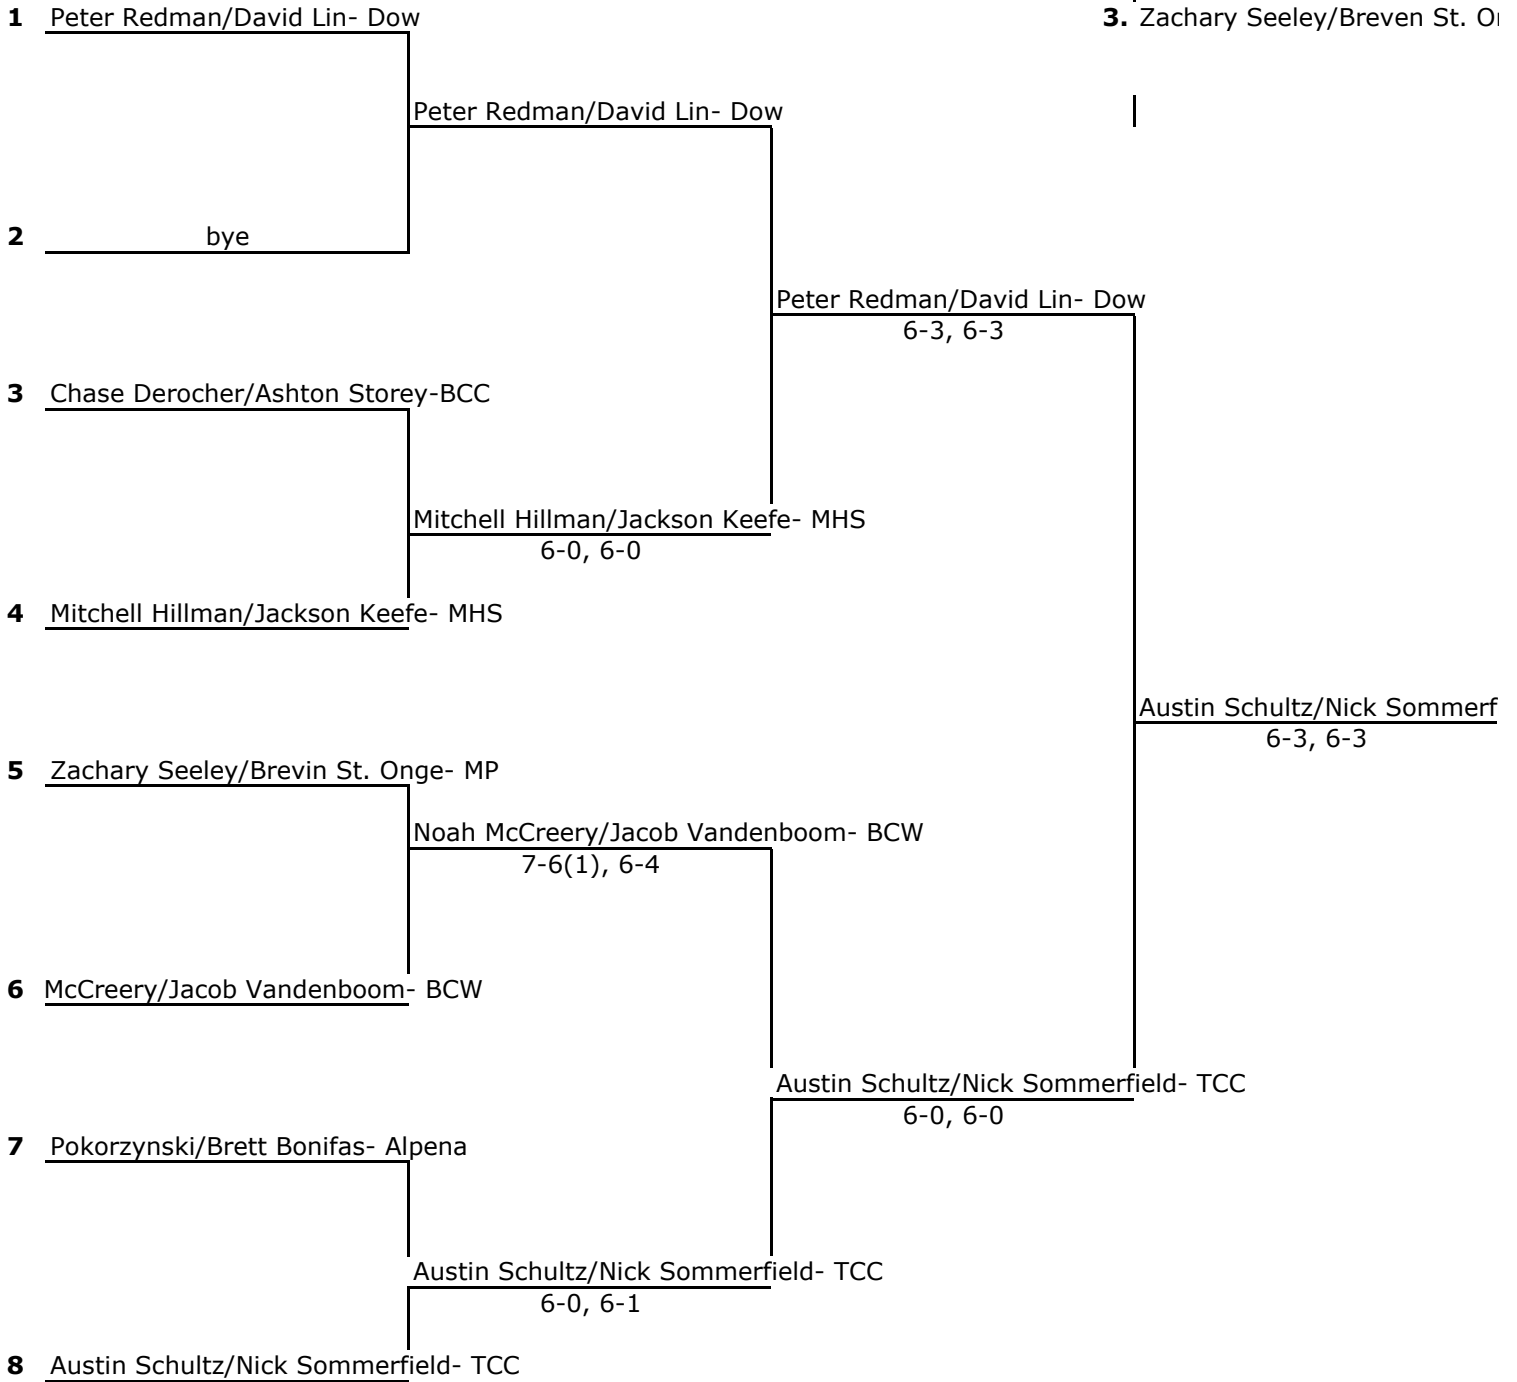 1 Peter Redman/David Lin- Dow
3. Zachary Seeley/Breven St.
Peter Redman/David Lin- Dow
2 bye
Peter Redman/David Lin- Dow
6-3, 6-3
3 Chase Derocher/Ashton Storey-BCC
Mitchell Hillman/Jackson Keefe- MHS
6-0, 6-0
4 Mitchell Hillman/Jackson Keefe- MHS
Austin Schultz/Nick Sommerf
6-3, 6-3
5 Zachary Seeley/Brevin St. Onge- MP
Noah McCreery/Jacob Vandenboom- BCW
7-6(1), 6-4
6 McCreery/Jacob Vandenboom- BCW
Austin Schultz/Nick Sommerfield- TCC
6-0, 6-0
7 Pokorzynski/Brett Bonifas- Alpena
Austin Schultz/Nick Sommerfield- TCC
6-0, 6-1
8 Austin Schultz/Nick Sommerfield- TCC